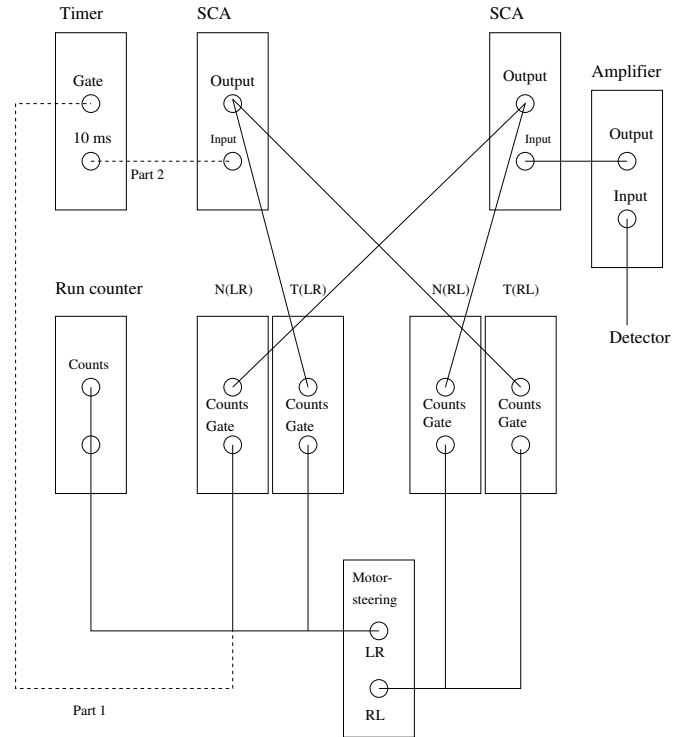 Timer
SCA
SCA
Gate
Output
Output
Amplifier
10 ms
Input
Input
Output
Part 2
Input
Run counter
N(LR)
T(LR)
N(RL)
T(RL)
Detector
Counts
Counts
Counts
Counts
Counts
Gate
Gate
Gate
Gate
Motor-
steering
LR
RL
Part 1